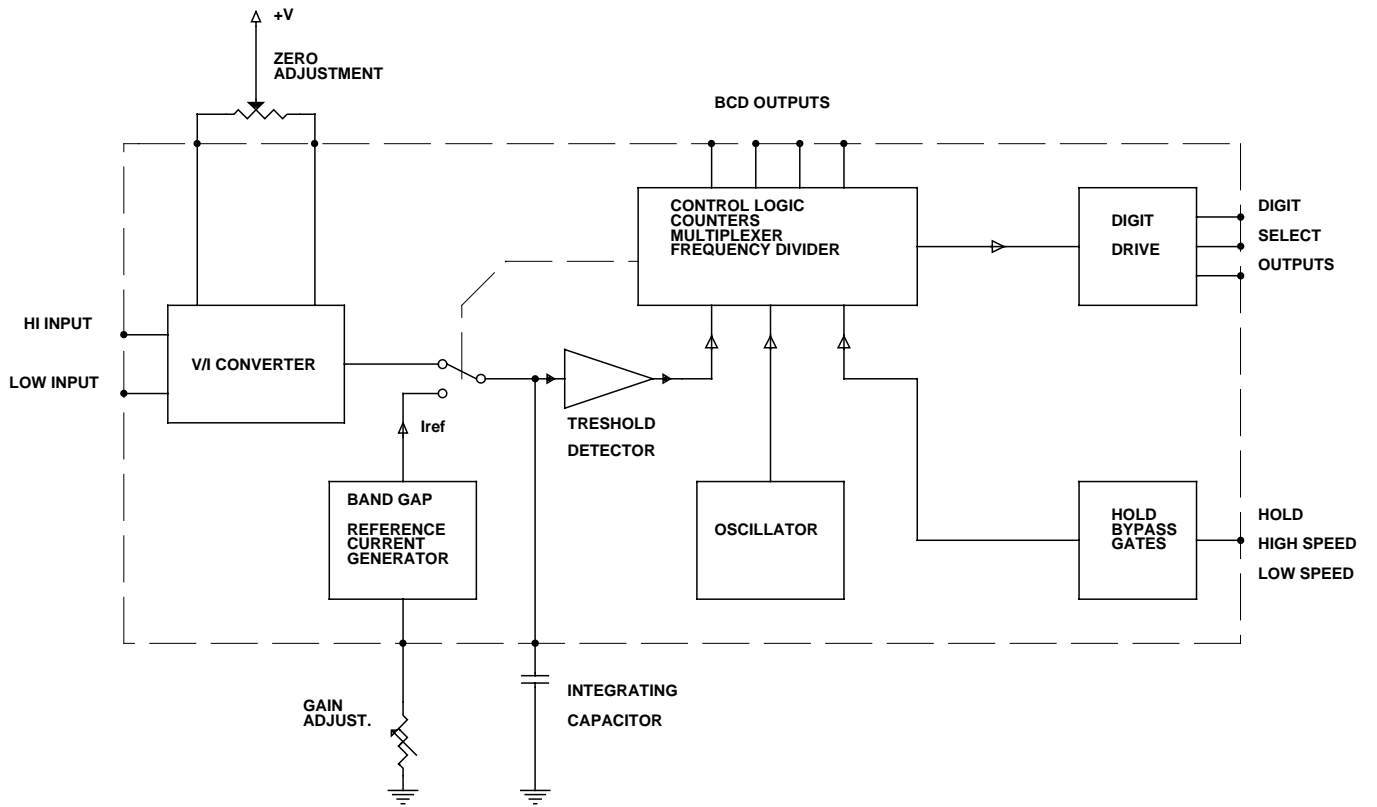 +V
ZERO
ADJUSTMENT
BCD OUTPUTS
CONTROL LOGIC
COUNTERS
MULTIPLEXER
FREQUENCY DIVIDER
DIGIT
DRIVE
DIGIT
SELECT
OUTPUTS
HI INPUT
LOW INPUT
V/I CONVERTER
Iref
TRESHOLD
DETECTOR
BAND GAP
REFERENCE
CURRENT
GENERATOR
OSCILLATOR
HOLD
BYPASS
GATES
HOLD
HIGH SPEED
LOW SPEED
GAIN
ADJUST.
INTEGRATING
CAPACITOR